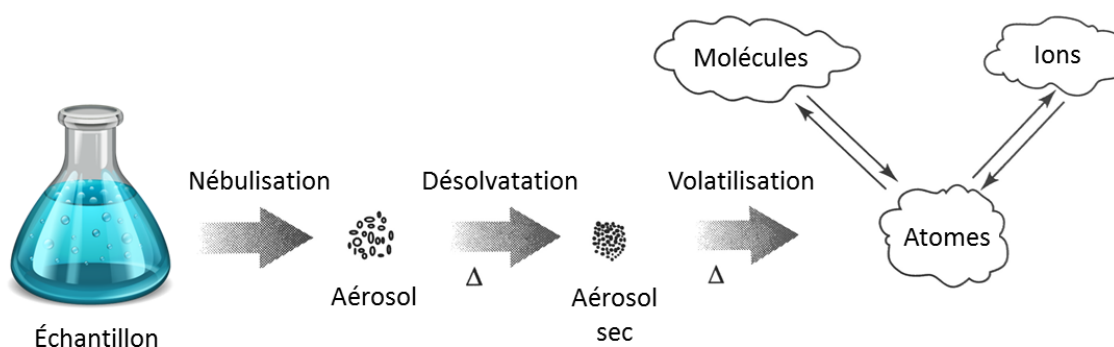 Molécules
Ions
Nébulisation
Désolvatation
Volatilisation
Atomes
Δ
Δ
Aérosol
Aérosol
sec
Échantillon